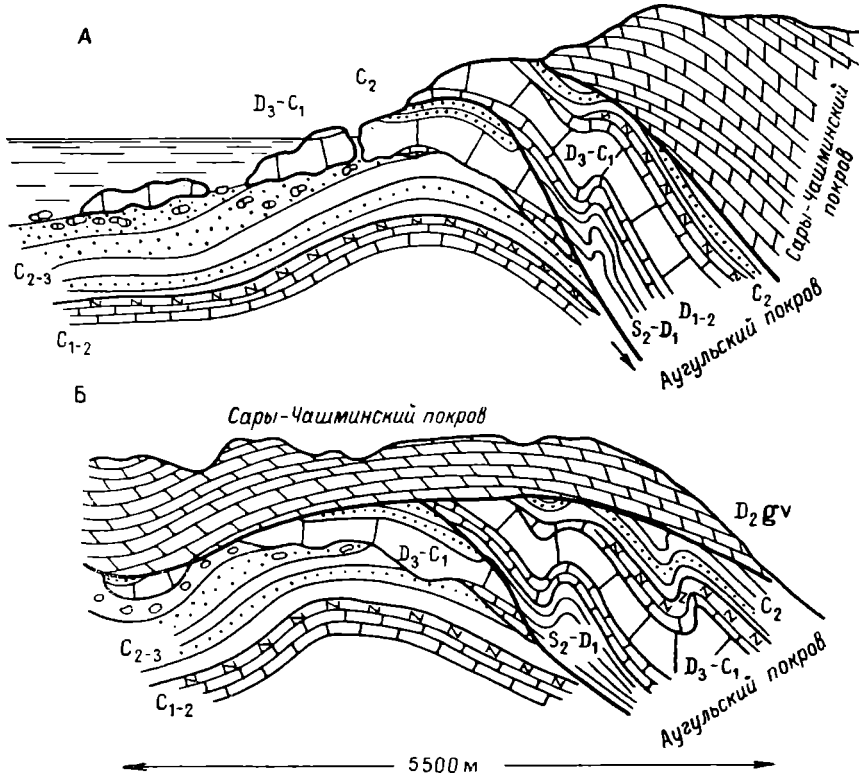 А
C₂
D₃-C₁
D₃-C₁
Сары-Чашминский
покров
C₂₋₃
C₁₋₂
S₂-D₁
D₁₋₂
C₂
Аугульский покров
Б
Сары-Чашминский покров
D₂gv
D₃-C₁
C₂
C₂₋₃
S₂-D₁
D₃-C₁
C₁₋₂
Аугульский покров
5500 м